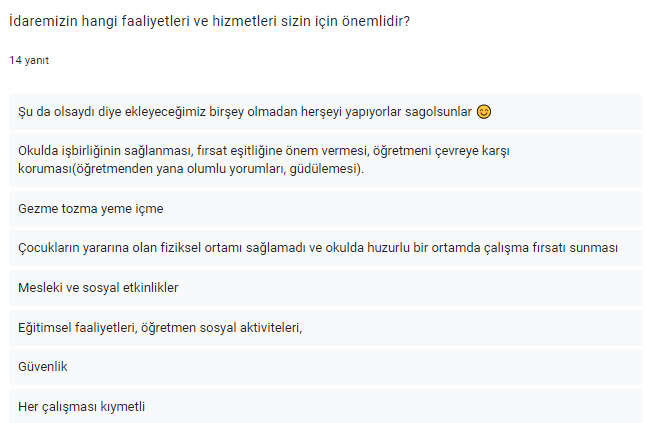 İdaremizin hangi faaliyetleri ve hizmetleri sizin için önemlidir?
14 yanıt
Şu da olsaydı diye ekleyeceğimiz birşey olmadan herşeyi yapıyorlar sagolsunlar 😊
Okulda işbirliğinin sağlanması, fırsat eşitliğine önem vermesi, öğretmeni çevreye karşı
koruması(öğretmenden yana olumlu yorumları, güdülemesi).
Gezme tozma yeme içme
Çocukların yararına olan fiziksel ortamı sağlamadı ve okulda huzurlu bir ortamda çalışma fırsatı sunması
Mesleki ve sosyal etkinlikler
Eğitimsel faaliyetleri, öğretmen sosyal aktiviteleri,
Güvenlik
Her çalışması kıymetli